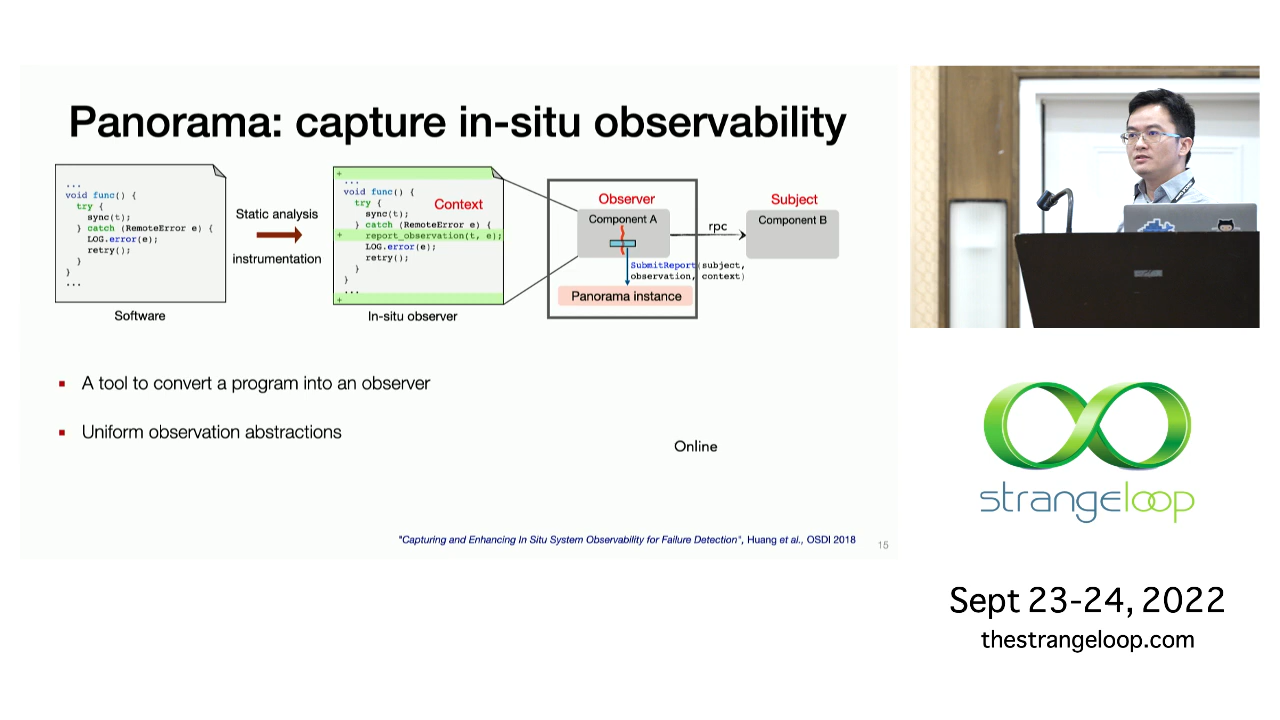 Panorama: capture in-situ observability
...
void func() {
try {
sync(t);
} catch (RemoteError e) {
LOG.error(e);
retry();
}
}
...
Software
Static analysis
instrumentation
+
...
void func() {
Context
try {
sync(t);
} catch (RemoteError e) {
+ report_observation(t, e);
LOG.error(e);
retry();
}
}
...
+
In-situ observer
Observer
Component A
SubmitReport(subject,
observation, context)
Panorama instance
rpc
Subject
Component B
▪ A tool to convert a program into an observer
▪ Uniform observation abstractions
Online
"Capturing and Enhancing In Situ System Observability for Failure Detection", Huang et al., OSDI 2018
15
strangeloop
Sept 23-24, 2022
thestrangeloop.com